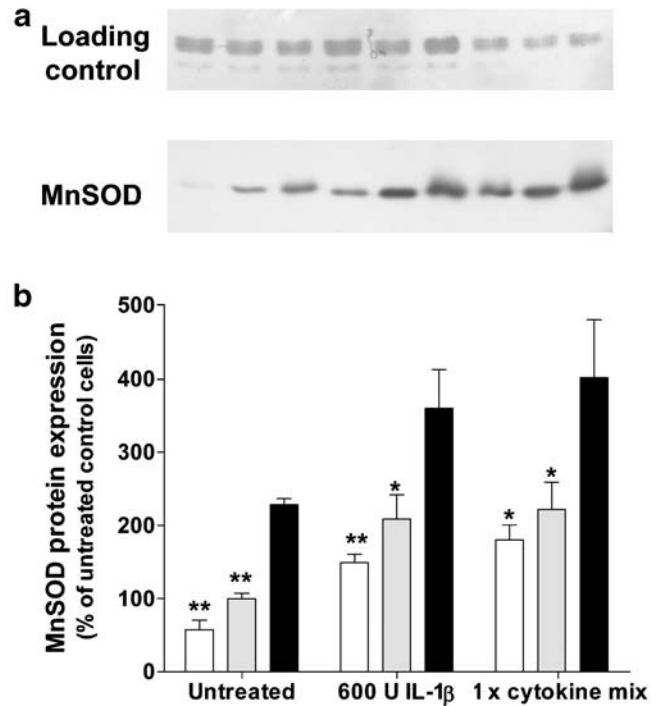 a
Loading
control
MnSOD
b
MnSOD protein expression
(% of untreated control cells)
500
400
300
200
100
0
**
**
**
*
*
*
Untreated
600 U IL-1β
1 x cytokine mix